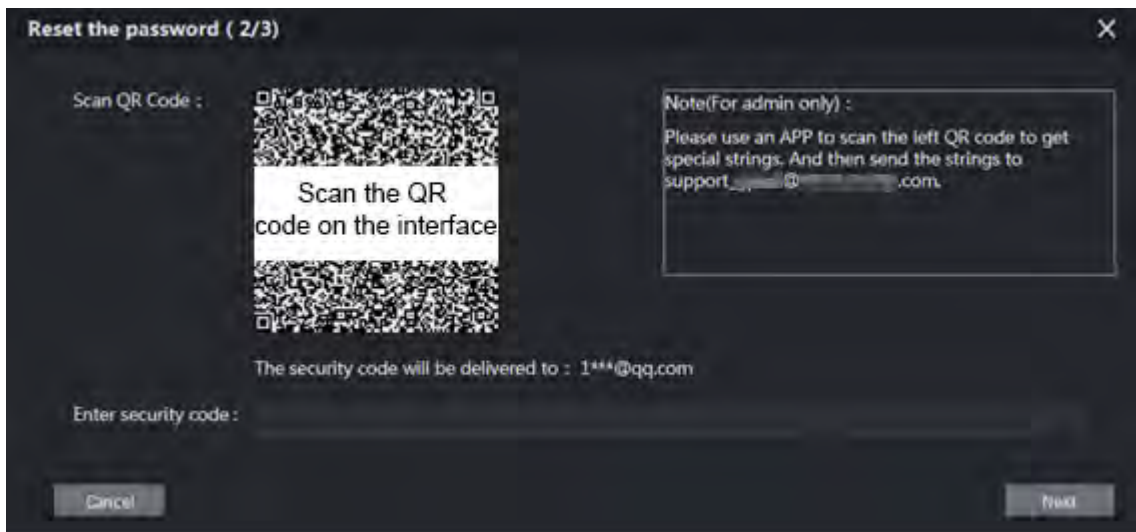 Reset the password ( 2/3)
Scan QR Code :
Scan the QR
code on the interface
Note(For admin only) :
Please use an APP to scan the left QR code to get
special strings. And then send the strings to
support_ @ .com.
The security code will be delivered to : 1***@qq.com
Enter security code :
Cancel
Next